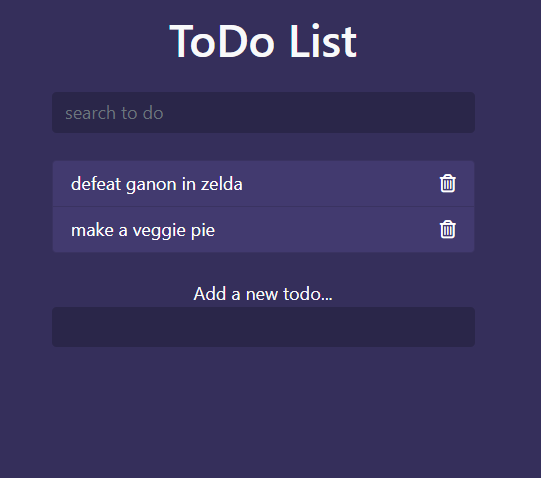 ToDo List
search to do
defeat ganon in zelda
make a veggie pie
Add a new todo...